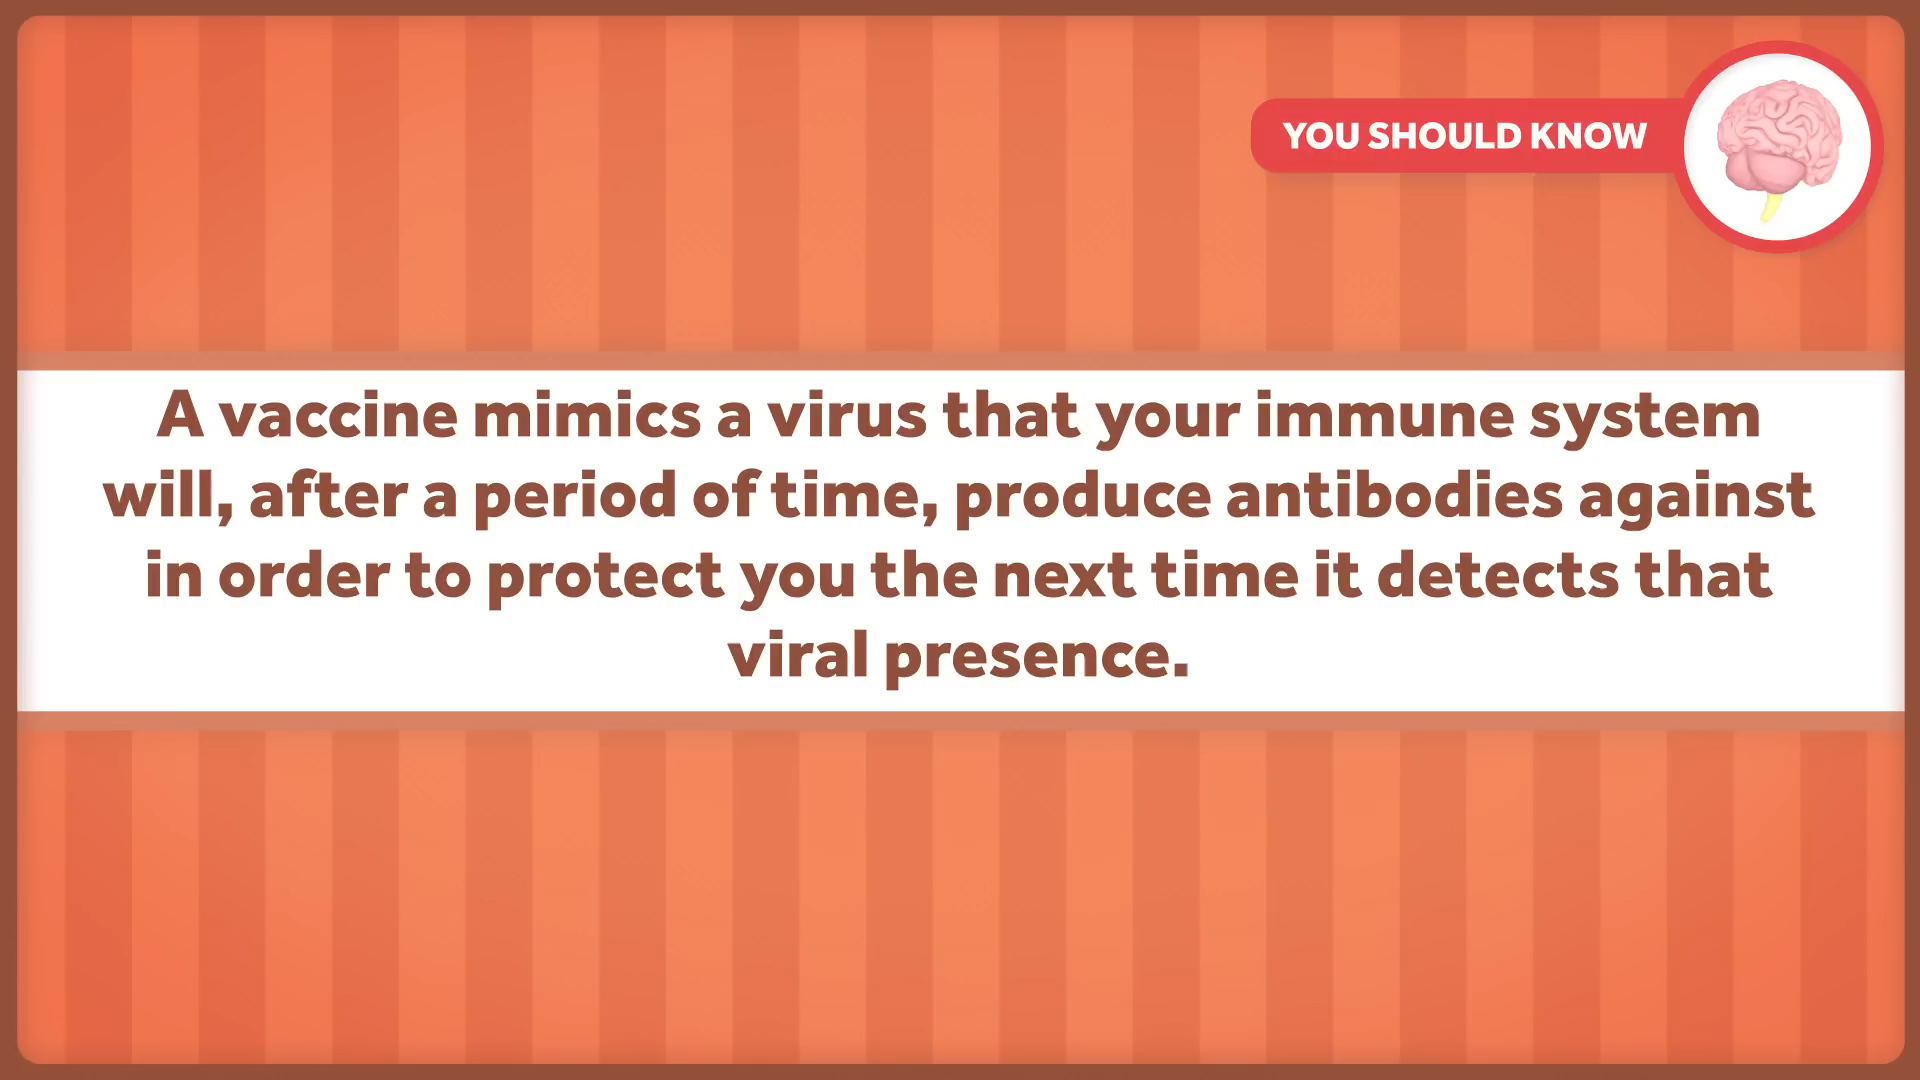 YOU SHOULD KNOW
A vaccine mimics a virus that your immune system
will, after a period of time, produce antibodies against
in order to protect you the next time it detects that
viral presence.